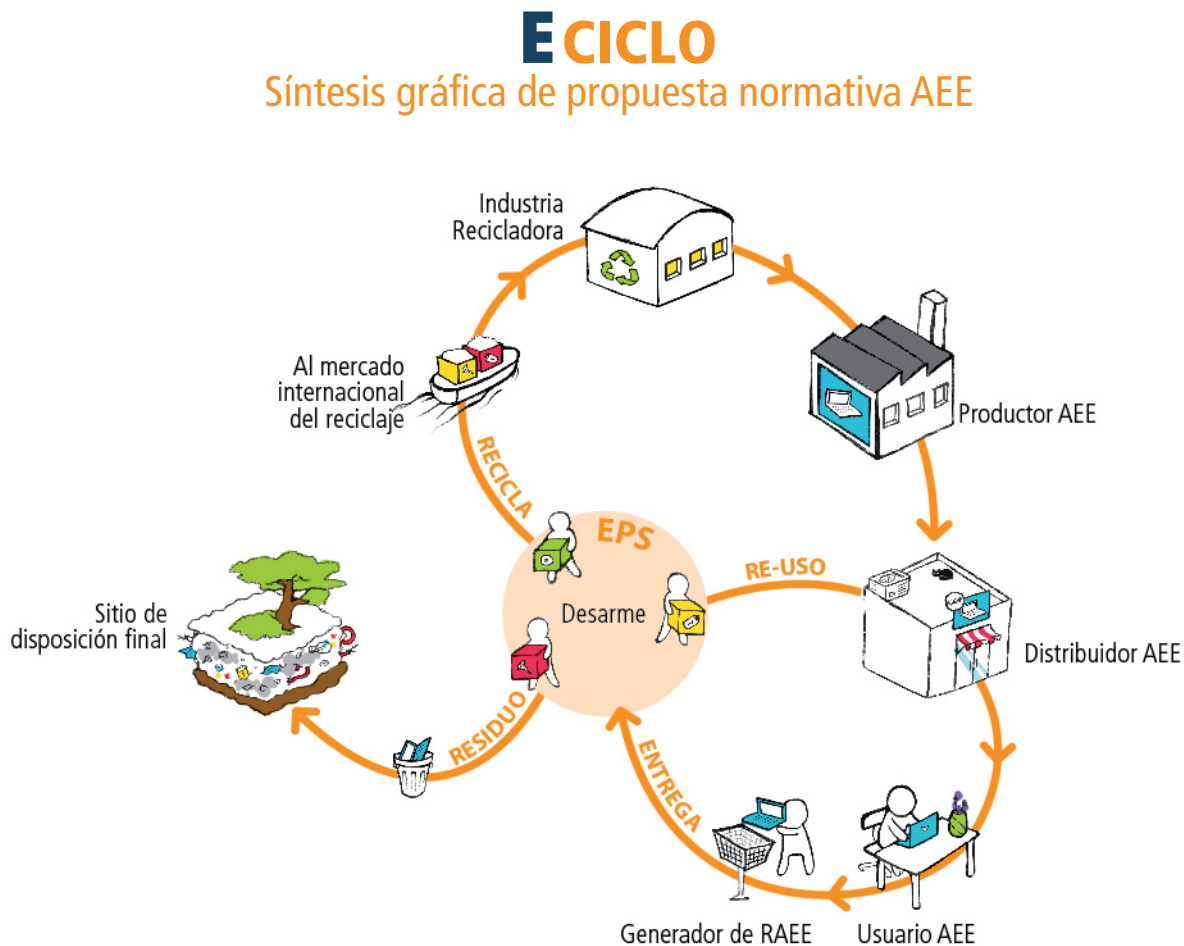 E CICLO
Síntesis gráfica de propuesta normativa AEE
Industria
Recicladora
Al mercado
internacional
del reciclaje
Productor AEE
RECICLA
EPS
RE-USO
Desarme
Sitio de
disposición final
Distribuidor AEE
RESIDUO
ENTREGA
Generador de RAEE
Usuario AEE